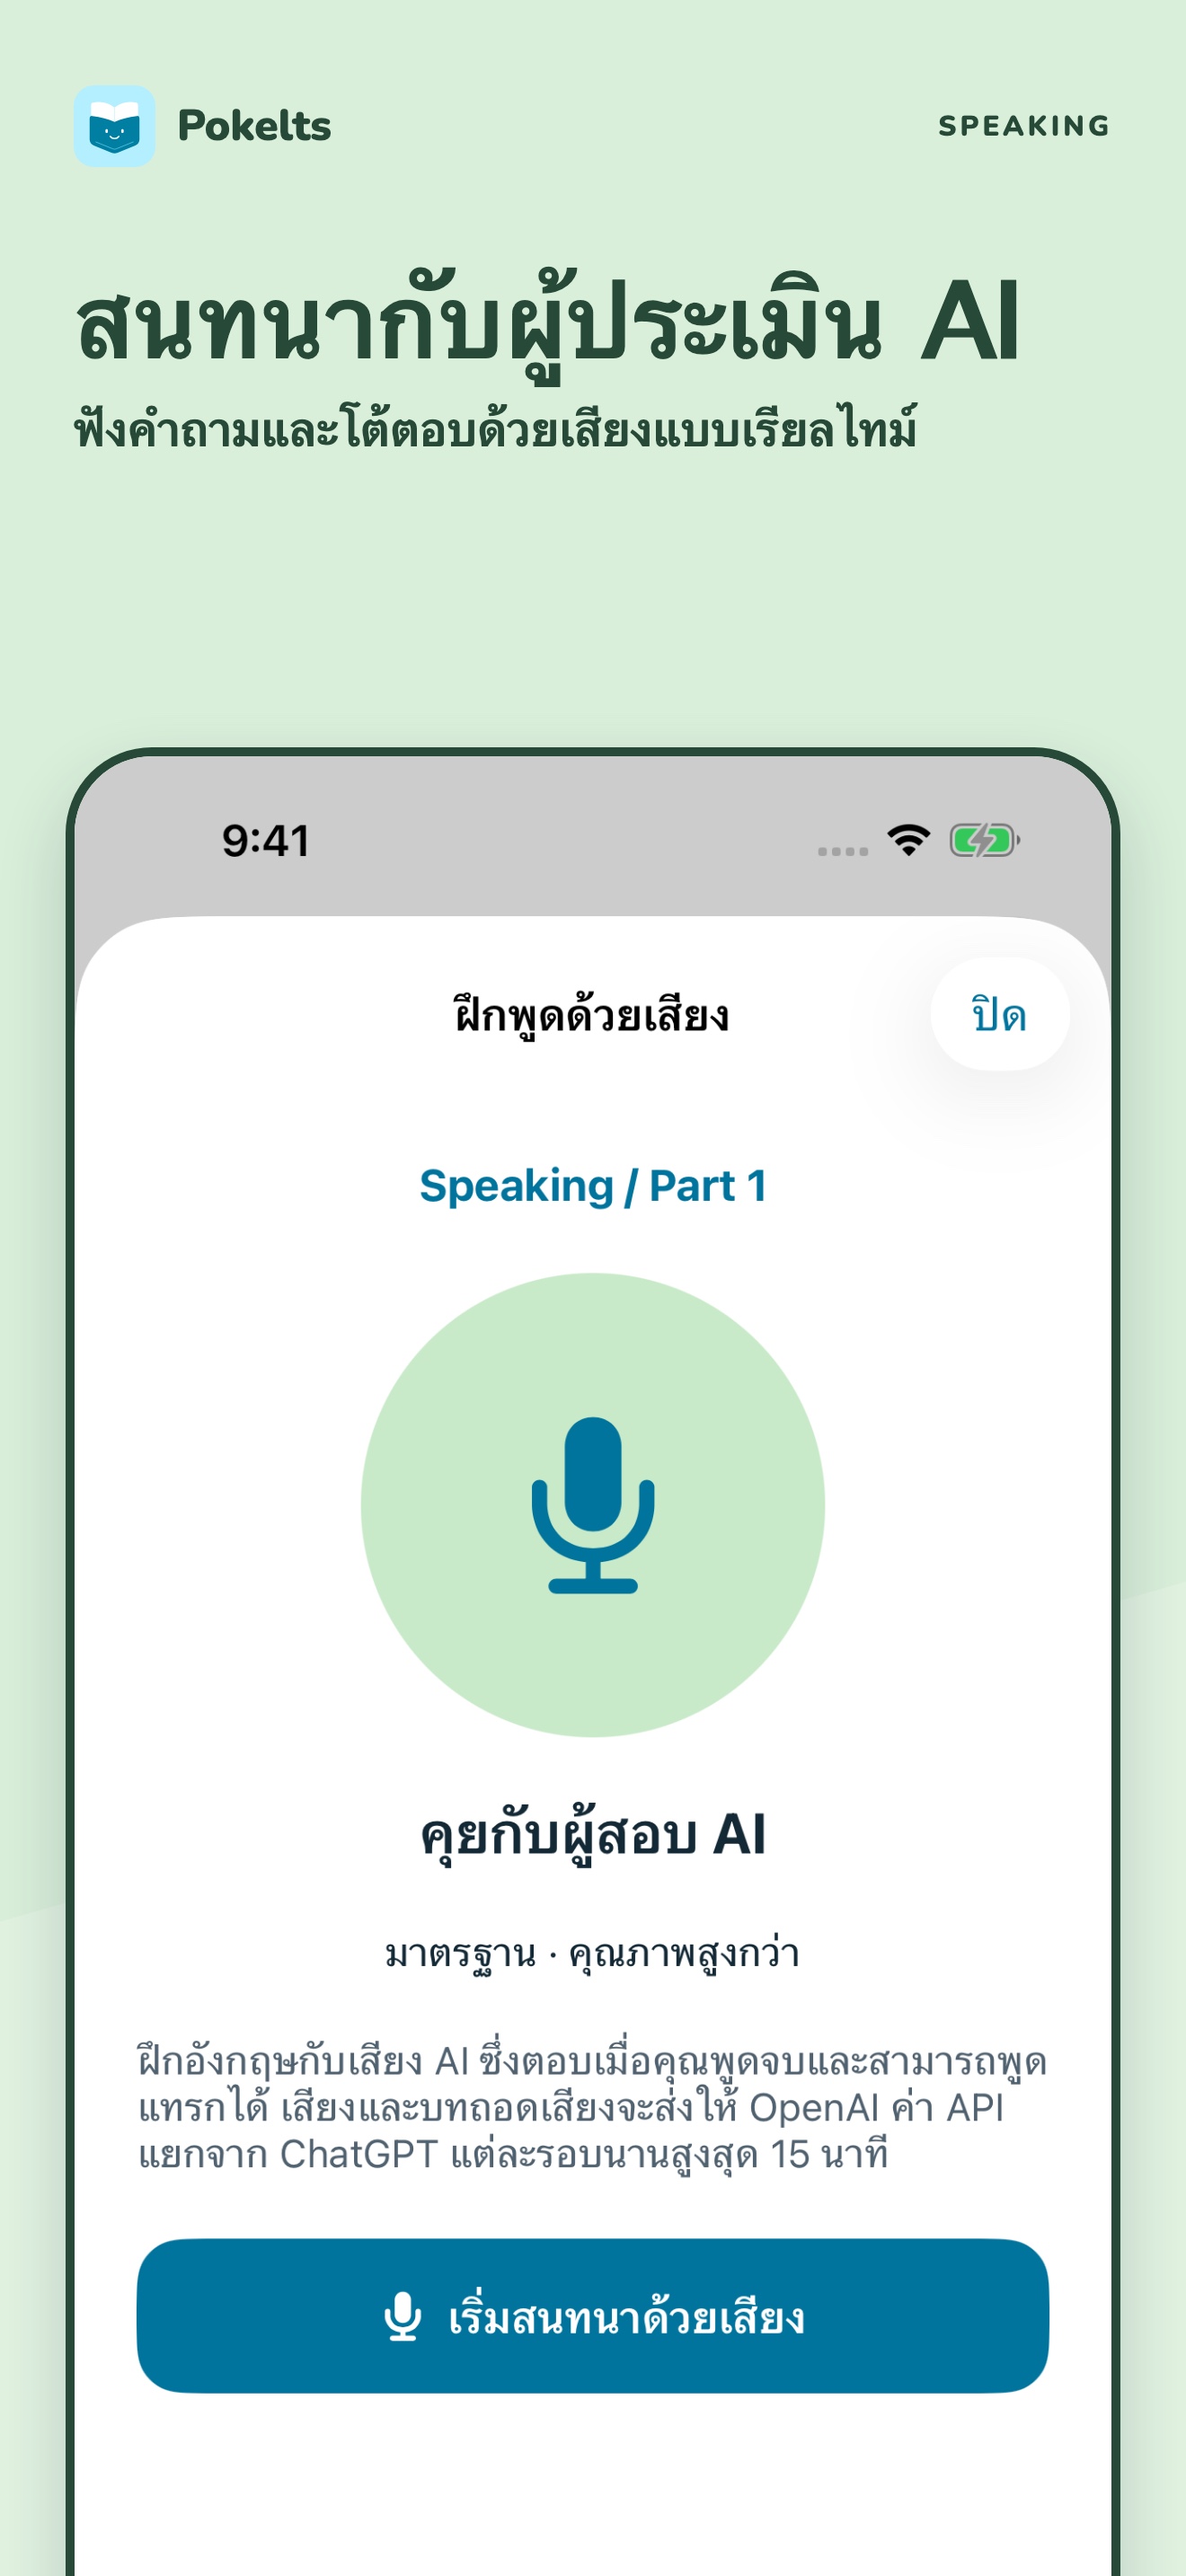 Pokelts
SPEAKING
สนทนากับผู้ประเมิน AI
ฟังคำถามและโต้ตอบด้วยเสียงแบบเรียลไทม์
9:41
ฝึกพูดด้วยเสียง
ปิด
Speaking / Part 1
คุยกับผู้สอบ AI
มาตรฐาน · คุณภาพสูงกว่า
ฝึกอังกฤษกับเสียง AI ซึ่งตอบเมื่อคุณพูดจบและสามารถพูด
แทรกได้ เสียงและบทถอดเสียงจะส่งให้ OpenAI ค่า API
แยกจาก ChatGPT แต่ละรอบนานสูงสุด 15 นาที
เริ่มสนทนาด้วยเสียง